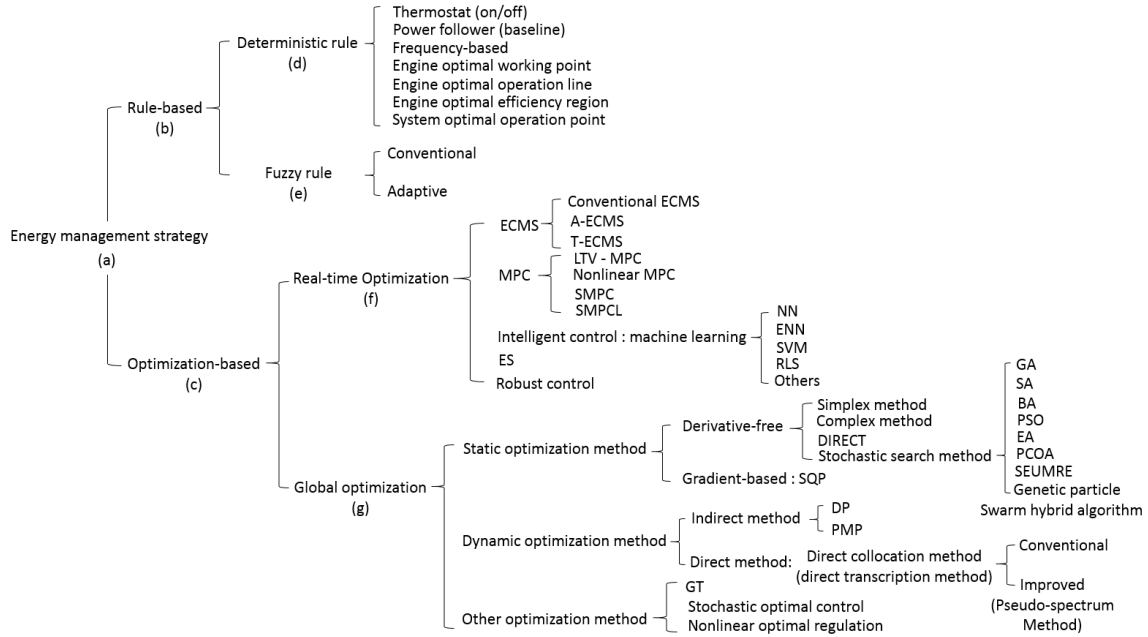 Energy management strategy
(a)
Rule-based
(b)
Deterministic rule
(d)
Thermostat (on/off)
Power follower (baseline)
Frequency-based
Engine optimal working point
Engine optimal operation line
Engine optimal efficiency region
System optimal operation point
Fuzzy rule
(e)
Conventional
Adaptive
Optimization-based
(c)
Real-time Optimization
(f)
ECMS
Conventional ECMS
A-ECMS
T-ECMS
MPC
LTV - MPC
Nonlinear MPC
SMPC
SMPCL
Intelligent control : machine learning
NN
ENN
SVM
RLS
Others
ES
Robust control
Global optimization
(g)
Static optimization method
Derivative-free
Simplex method
Complex method
DIRECT
Stochastic search method
GA
SA
BA
PSO
EA
PCOA
SEUMRE
Genetic particle
Swarm hybrid algorithm
Gradient-based : SQP
Dynamic optimization method
Indirect method
DP
PMP
Direct method:
Direct collocation method
(direct transcription method)
Conventional
Improved
(Pseudo-spectrum
Method)
Other optimization method
GT
Stochastic optimal control
Nonlinear optimal regulation